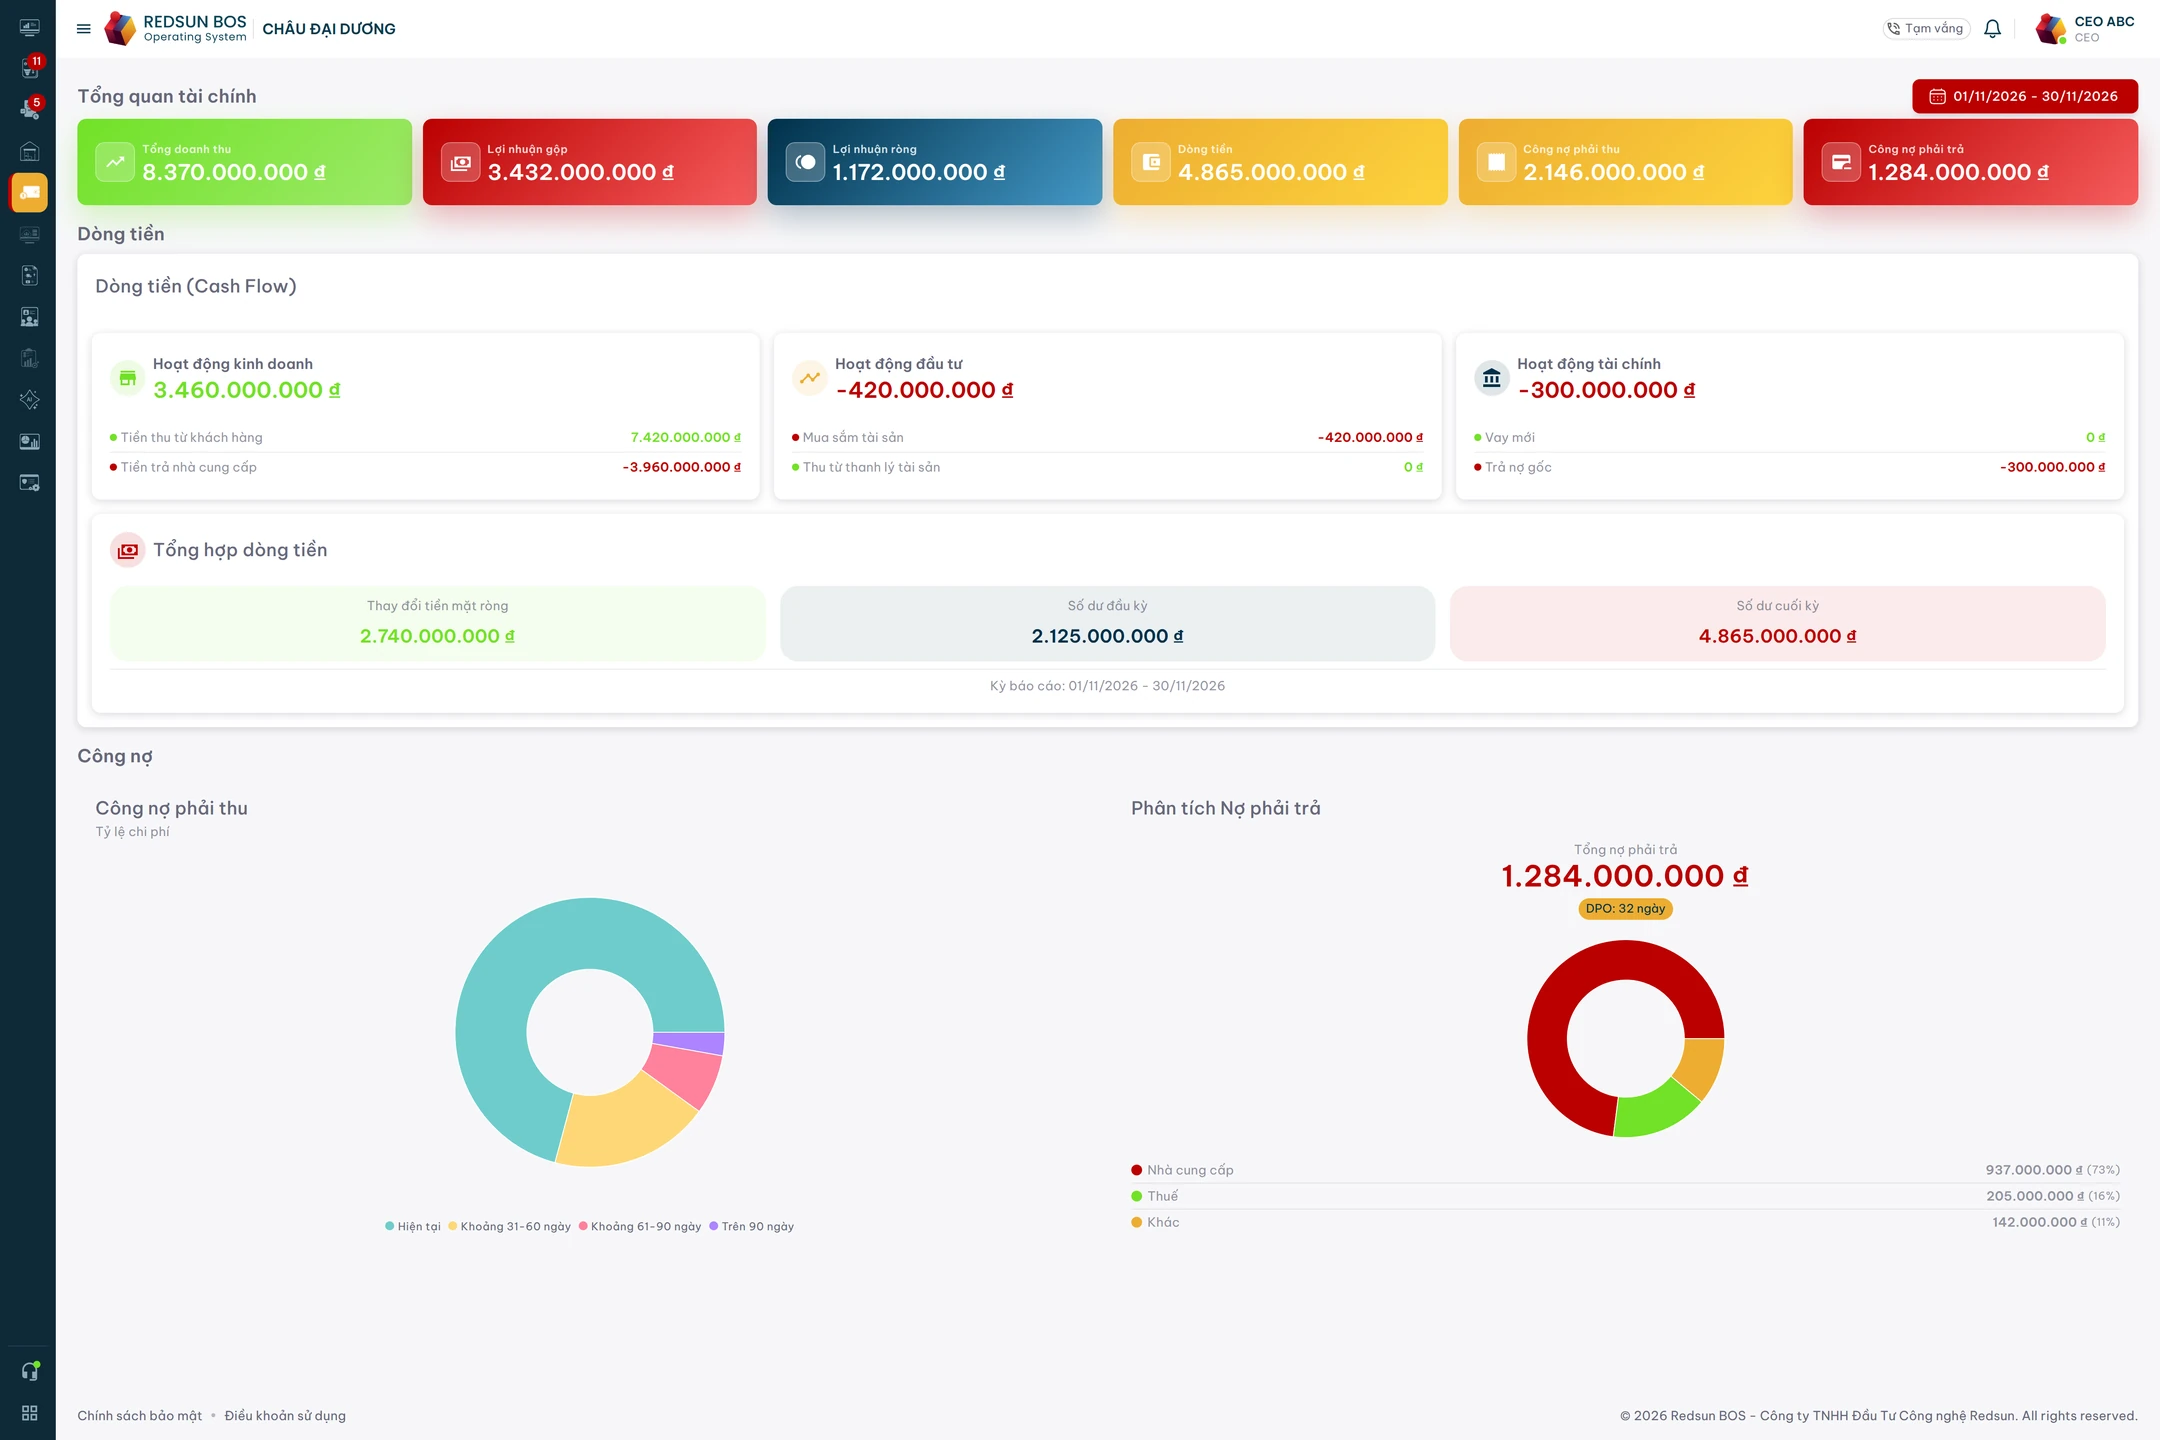 REDSUN BOS
Operating System
CHÂU ĐẠI DƯƠNG
Tạm vắng
CEO ABC
CEO
11
5
Tổng quan tài chính
01/11/2026 - 30/11/2026
Tổng doanh thu
8.370.000.000 ₫
Lợi nhuận gộp
3.432.000.000 ₫
Lợi nhuận ròng
1.172.000.000 ₫
Dòng tiền
4.865.000.000 ₫
Công nợ phải thu
2.146.000.000 ₫
Công nợ phải trả
1.284.000.000 ₫
Dòng tiền
Dòng tiền (Cash Flow)
Hoạt động kinh doanh
3.460.000.000 ₫
Tiền thu từ khách hàng 7.420.000.000 ₫
Tiền trả nhà cung cấp -3.960.000.000 ₫
Hoạt động đầu tư
-420.000.000 ₫
Mua sắm tài sản -420.000.000 ₫
Thu từ thanh lý tài sản 0 ₫
Hoạt động tài chính
-300.000.000 ₫
Vay mới 0 ₫
Trả nợ gốc -300.000.000 ₫
Tổng hợp dòng tiền
Thay đổi tiền mặt ròng
2.740.000.000 ₫
Số dư đầu kỳ
2.125.000.000 ₫
Số dư cuối kỳ
4.865.000.000 ₫
Kỳ báo cáo: 01/11/2026 - 30/11/2026
Công nợ
Công nợ phải thu
Tỷ lệ chi phí
Hiện tại Khoảng 31-60 ngày Khoảng 61-90 ngày Trên 90 ngày
Phân tích Nợ phải trả
Tổng nợ phải trả
1.284.000.000 ₫
DPO: 32 ngày
Nhà cung cấp 937.000.000 ₫ (73%)
Thuế 205.000.000 ₫ (16%)
Khác 142.000.000 ₫ (11%)
Chính sách bảo mật • Điều khoản sử dụng
© 2026 Redsun BOS - Công ty TNHH Đầu Tư Công nghệ Redsun. All rights reserved.